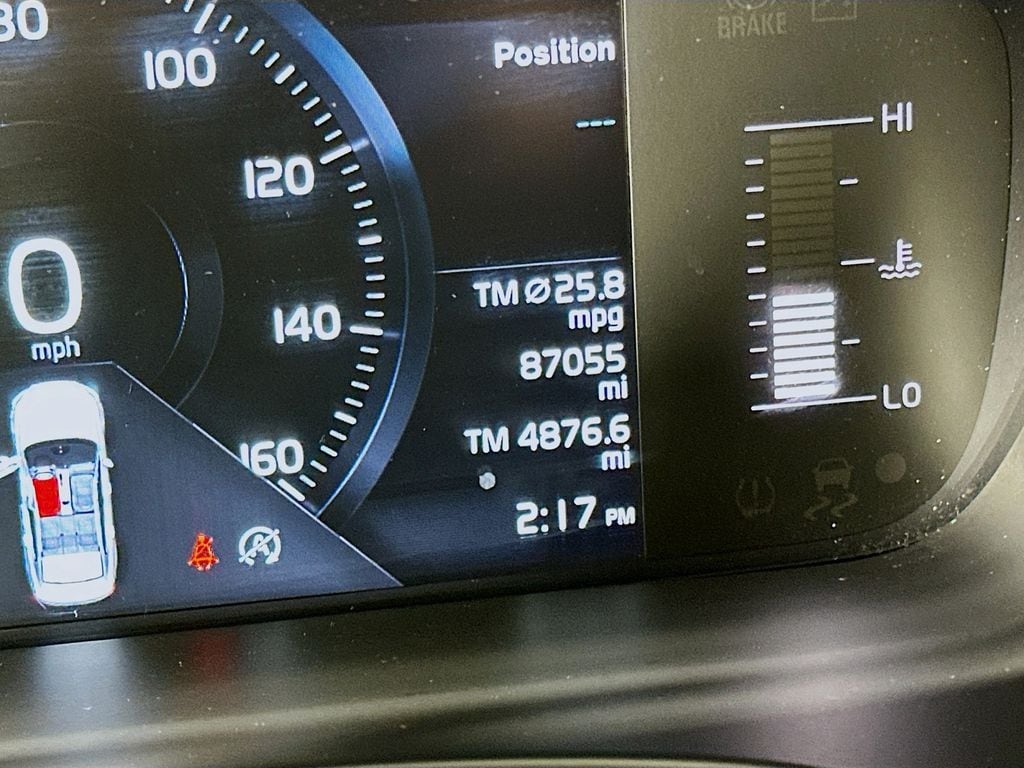 80
100
120
140
160
0
mph
Position
---
TM ∅ 25.8
mpg
87055
mi
TM 4876.6
mi
2:17 PM
BRAKE
HI
LO
A